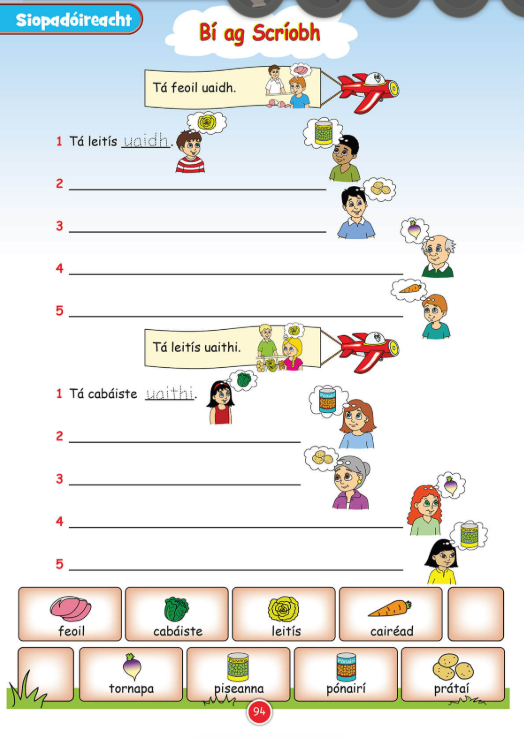 Siopadóireacht
Bí ag Scríobh
Tá feoil uaidh.
1 Tá leitís uaidh.
2
3
4
5
Tá leitís uaithi.
1 Tá cabáiste uaithi.
2
3
4
5
feoil cabáiste leitís cairéad
tornapa piseanna pónairí prátaí
94